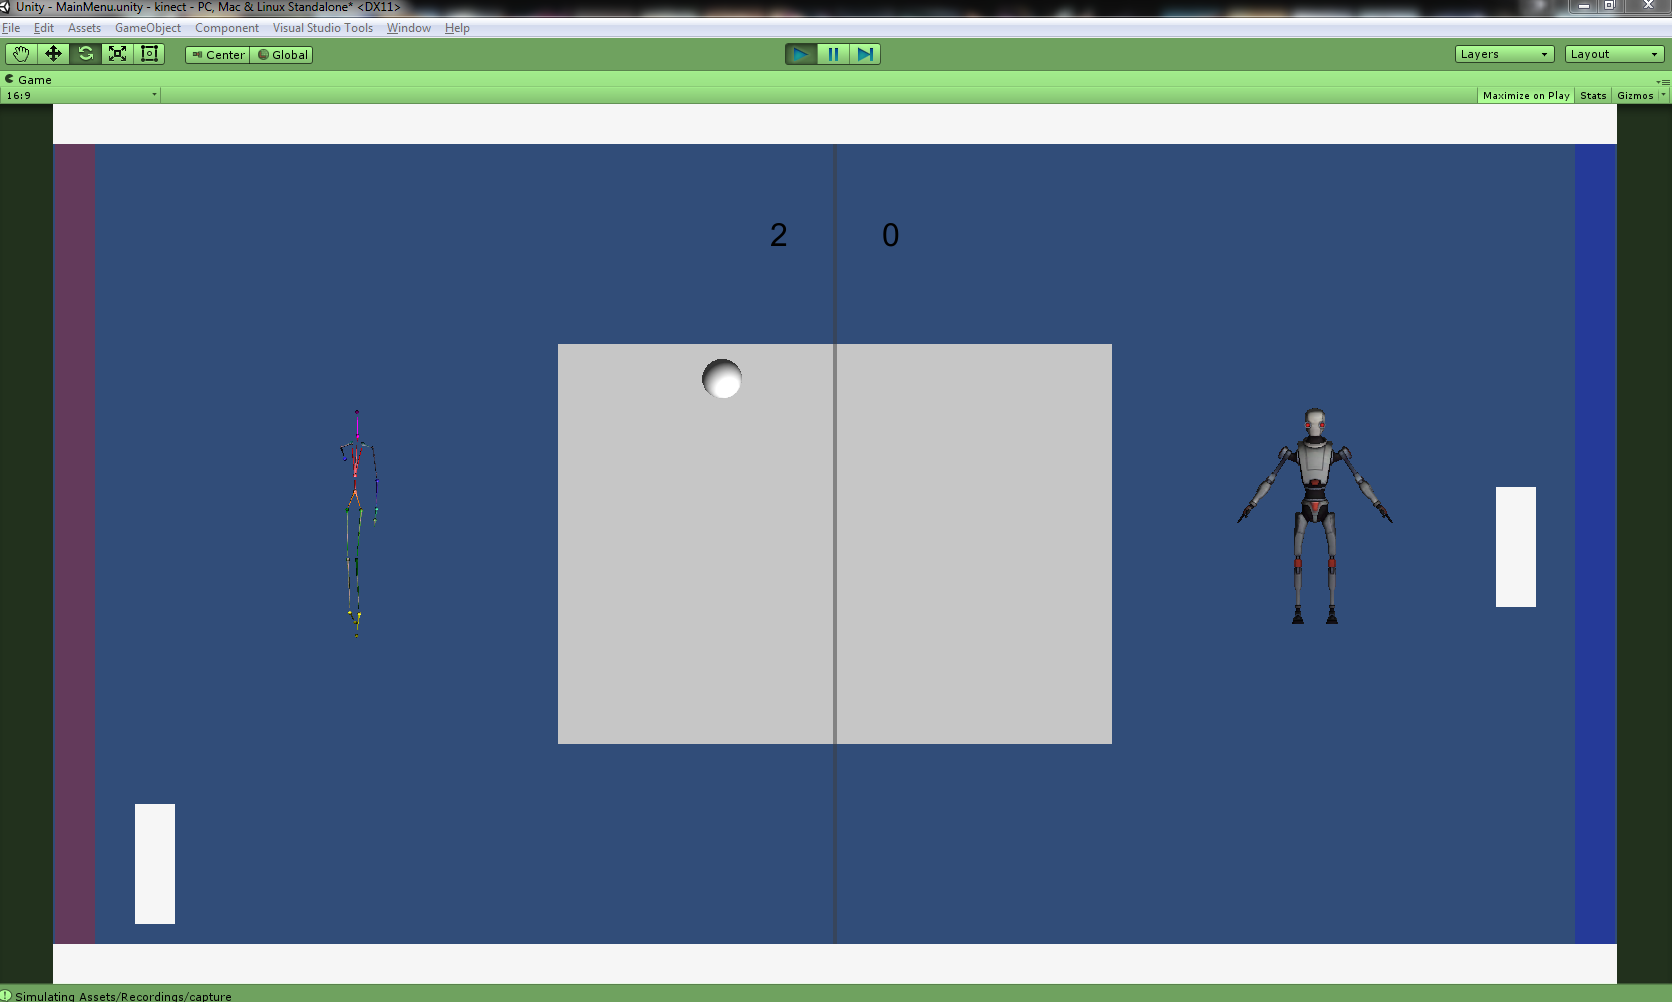 Unity - MainMenu.unity - kinect - PC, Mac & Linux Standalone* <DX11>
File Edit Assets GameObject Component Visual Studio Tools Window Help
Center Global Layers Layout
Game
16:9 Maximize on Play Stats Gizmos
2 0
Simulating Assets/Recordings/capture